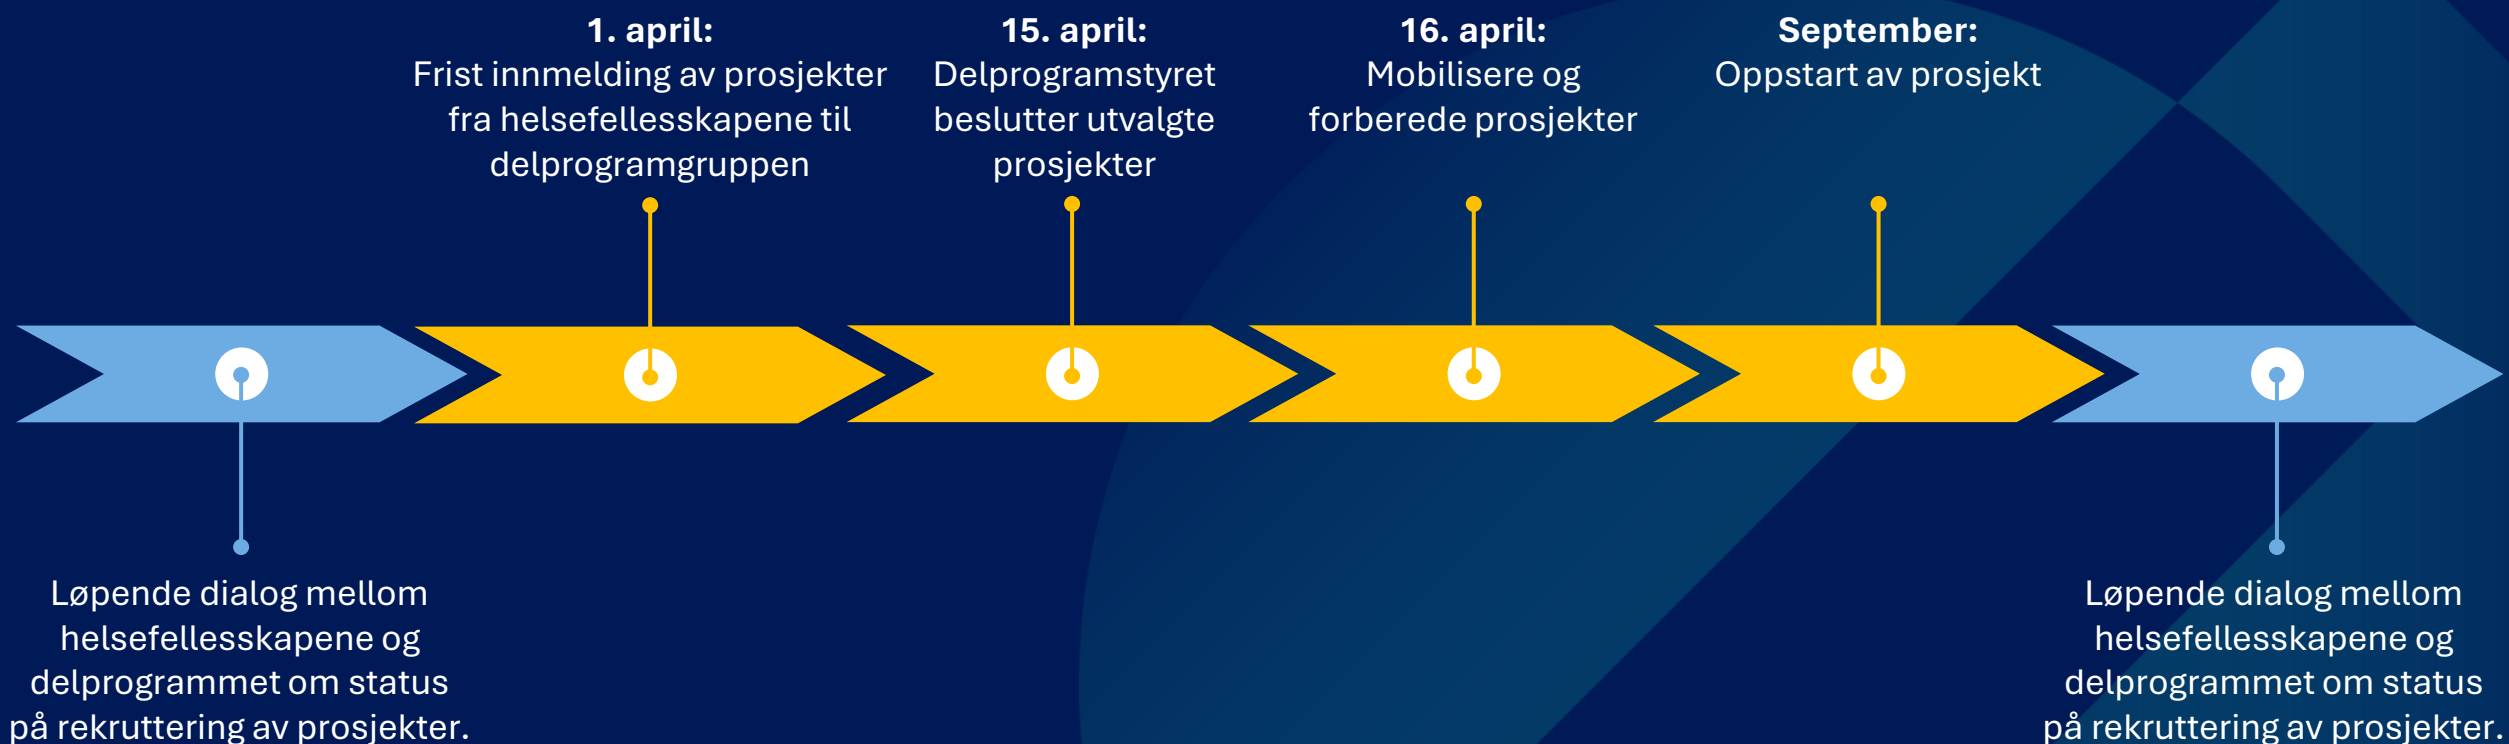 1. april:
Frist innmelding av prosjekter
fra helsefellesskapene til
delprogramgruppen
15. april:
Delprogramstyret
beslutter utvalgte
prosjekter
16. april:
Mobilisere og
forberede prosjekter
September:
Oppstart av prosjekt
Løpende dialog mellom
helsefellesskapene og
delprogrammet om status
på rekruttering av prosjekter.
Løpende dialog mellom
helsefellesskapene og
delprogrammet om status
på rekruttering av prosjekter.